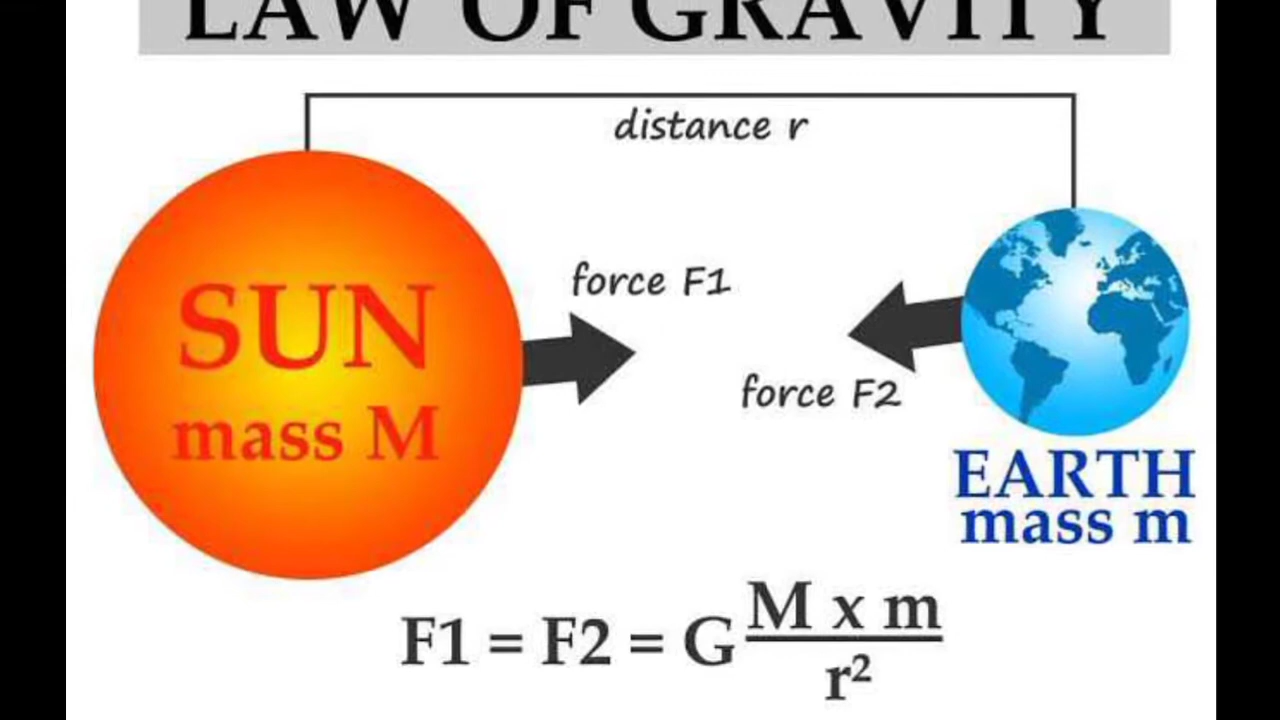 LAW OF GRAVITY
distance r
force F1
SUN
mass M
force F2
EARTH
mass m
F1 = F2 = G M x m
r²